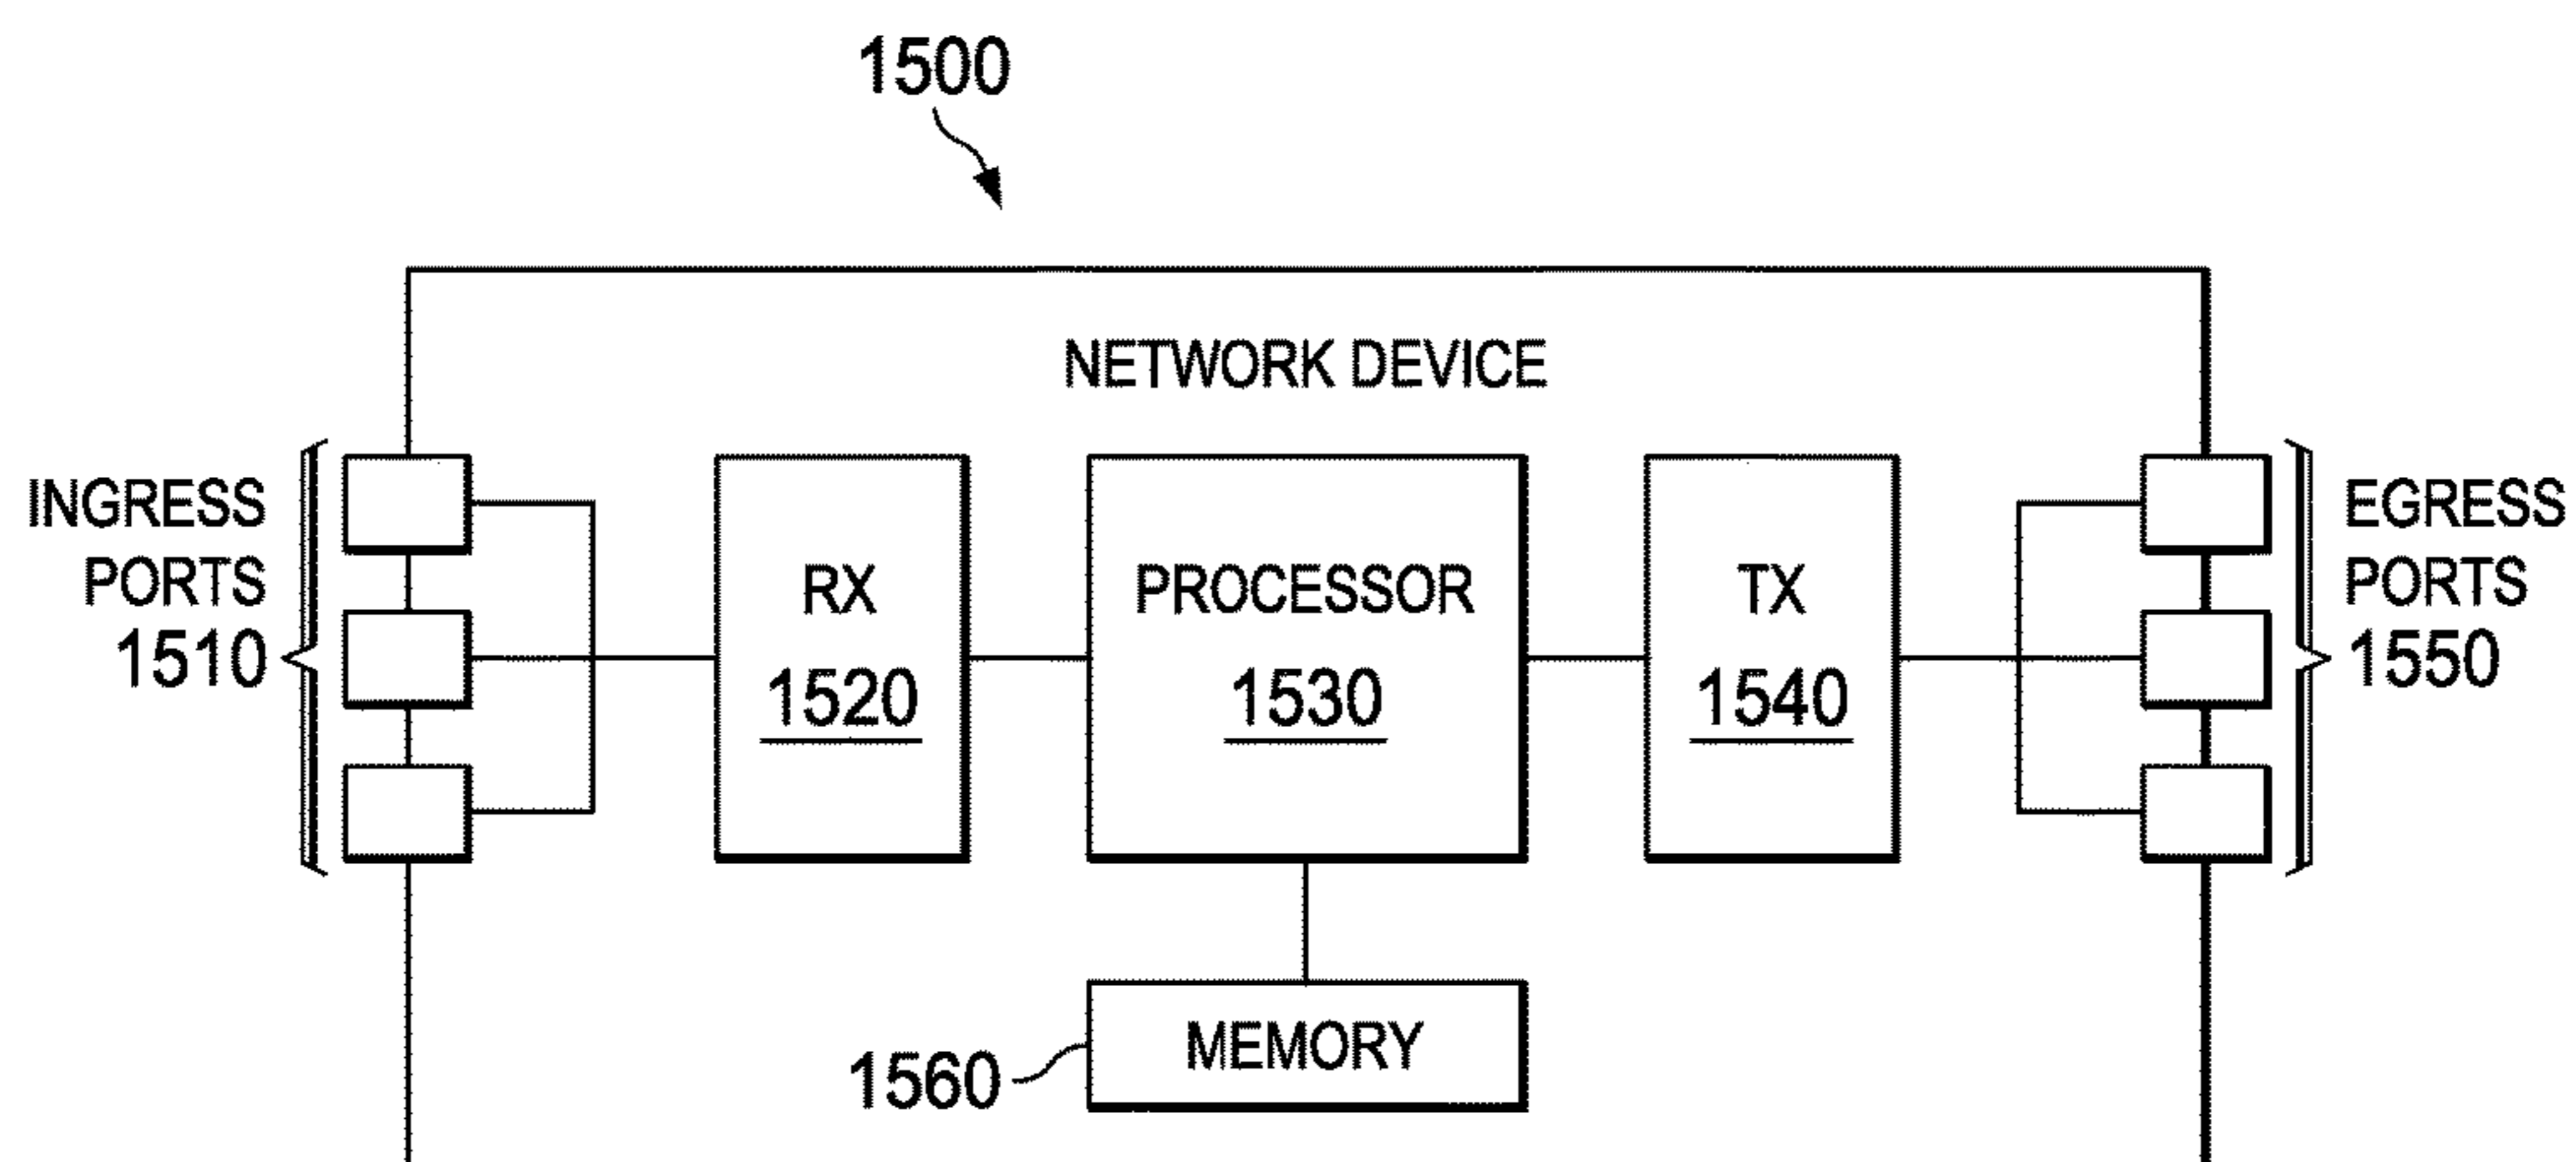 1500
NETWORK DEVICE
INGRESS
PORTS
1510
RX
1520
PROCESSOR
1530
TX
1540
EGRESS
PORTS
1550
MEMORY
1560